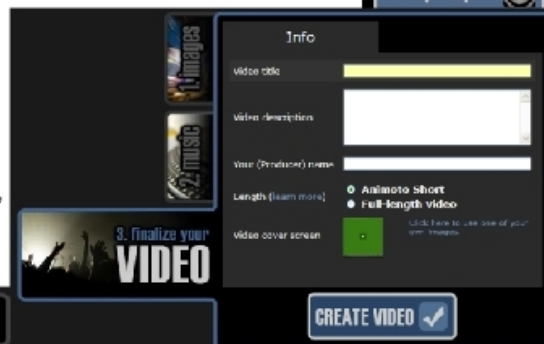 1: images
2: music
3. finalize your
VIDEO
Info
Video title
Video description
Your (Producer) name
Length (learn more)
Animoto Short
Full-length video
Video cover screen
Click here to use one of your
own images.
CREATE VIDEO